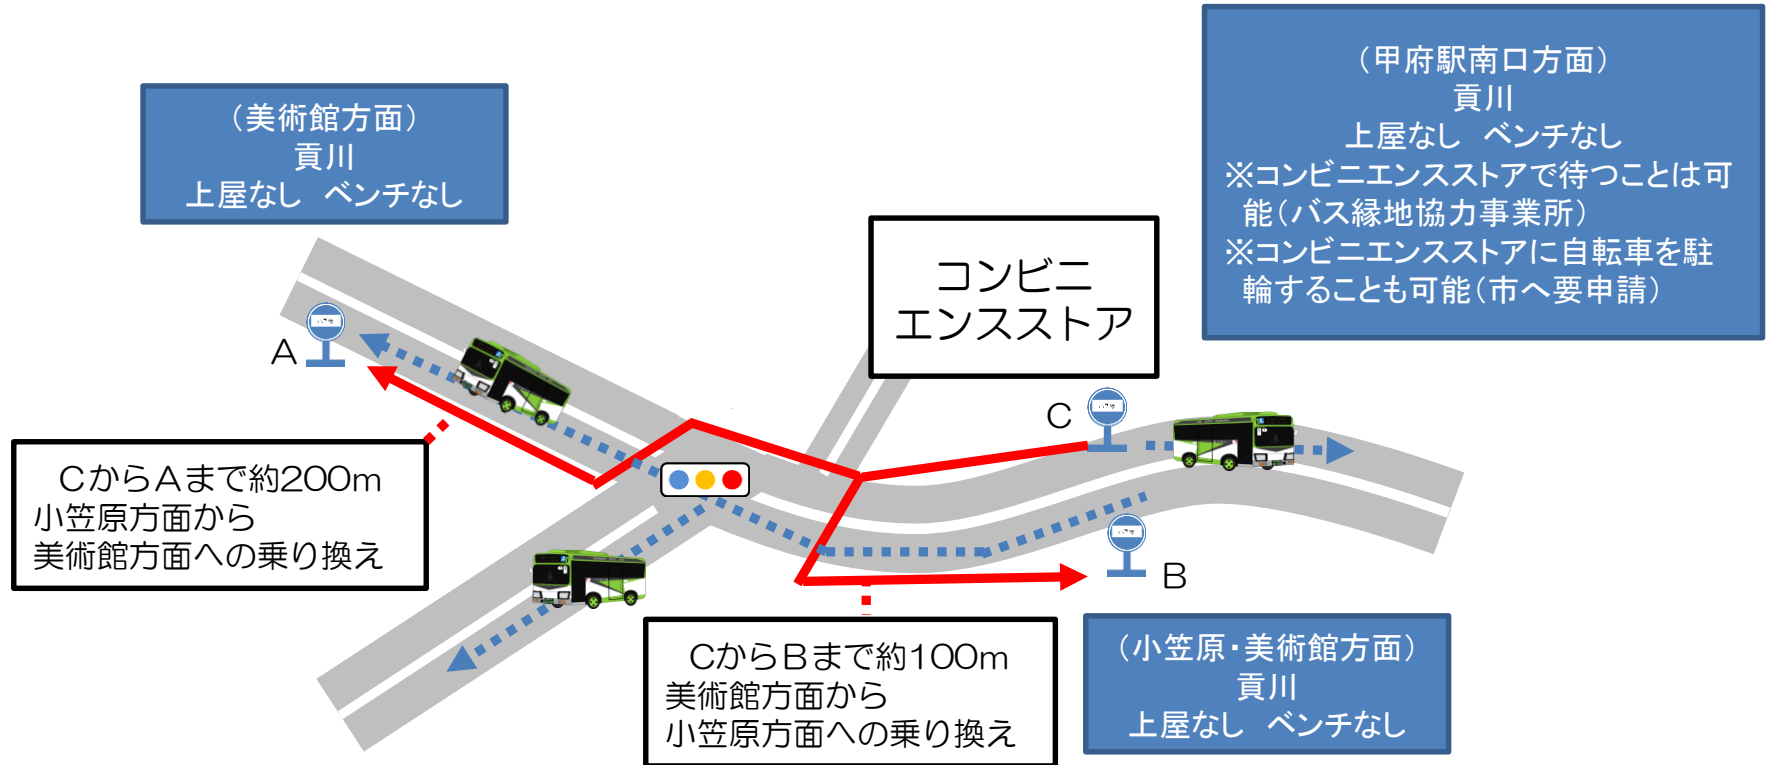 （美術館方面）
貢川
上屋なし　ベンチなし
（甲府駅南口方面）
貢川
上屋なし　ベンチなし
※コンビニエンスストアで待つことは可
能（バス縁地協力事業所）
※コンビニエンスストアに自転車を駐
輪することも可能（市へ要申請）
コンビニ
エンスストア
A
C
B
CからAまで約200m
小笠原方面から
美術館方面への乗り換え
CからBまで約100m
美術館方面から
小笠原方面への乗り換え
（小笠原・美術館方面）
貢川
上屋なし　ベンチなし